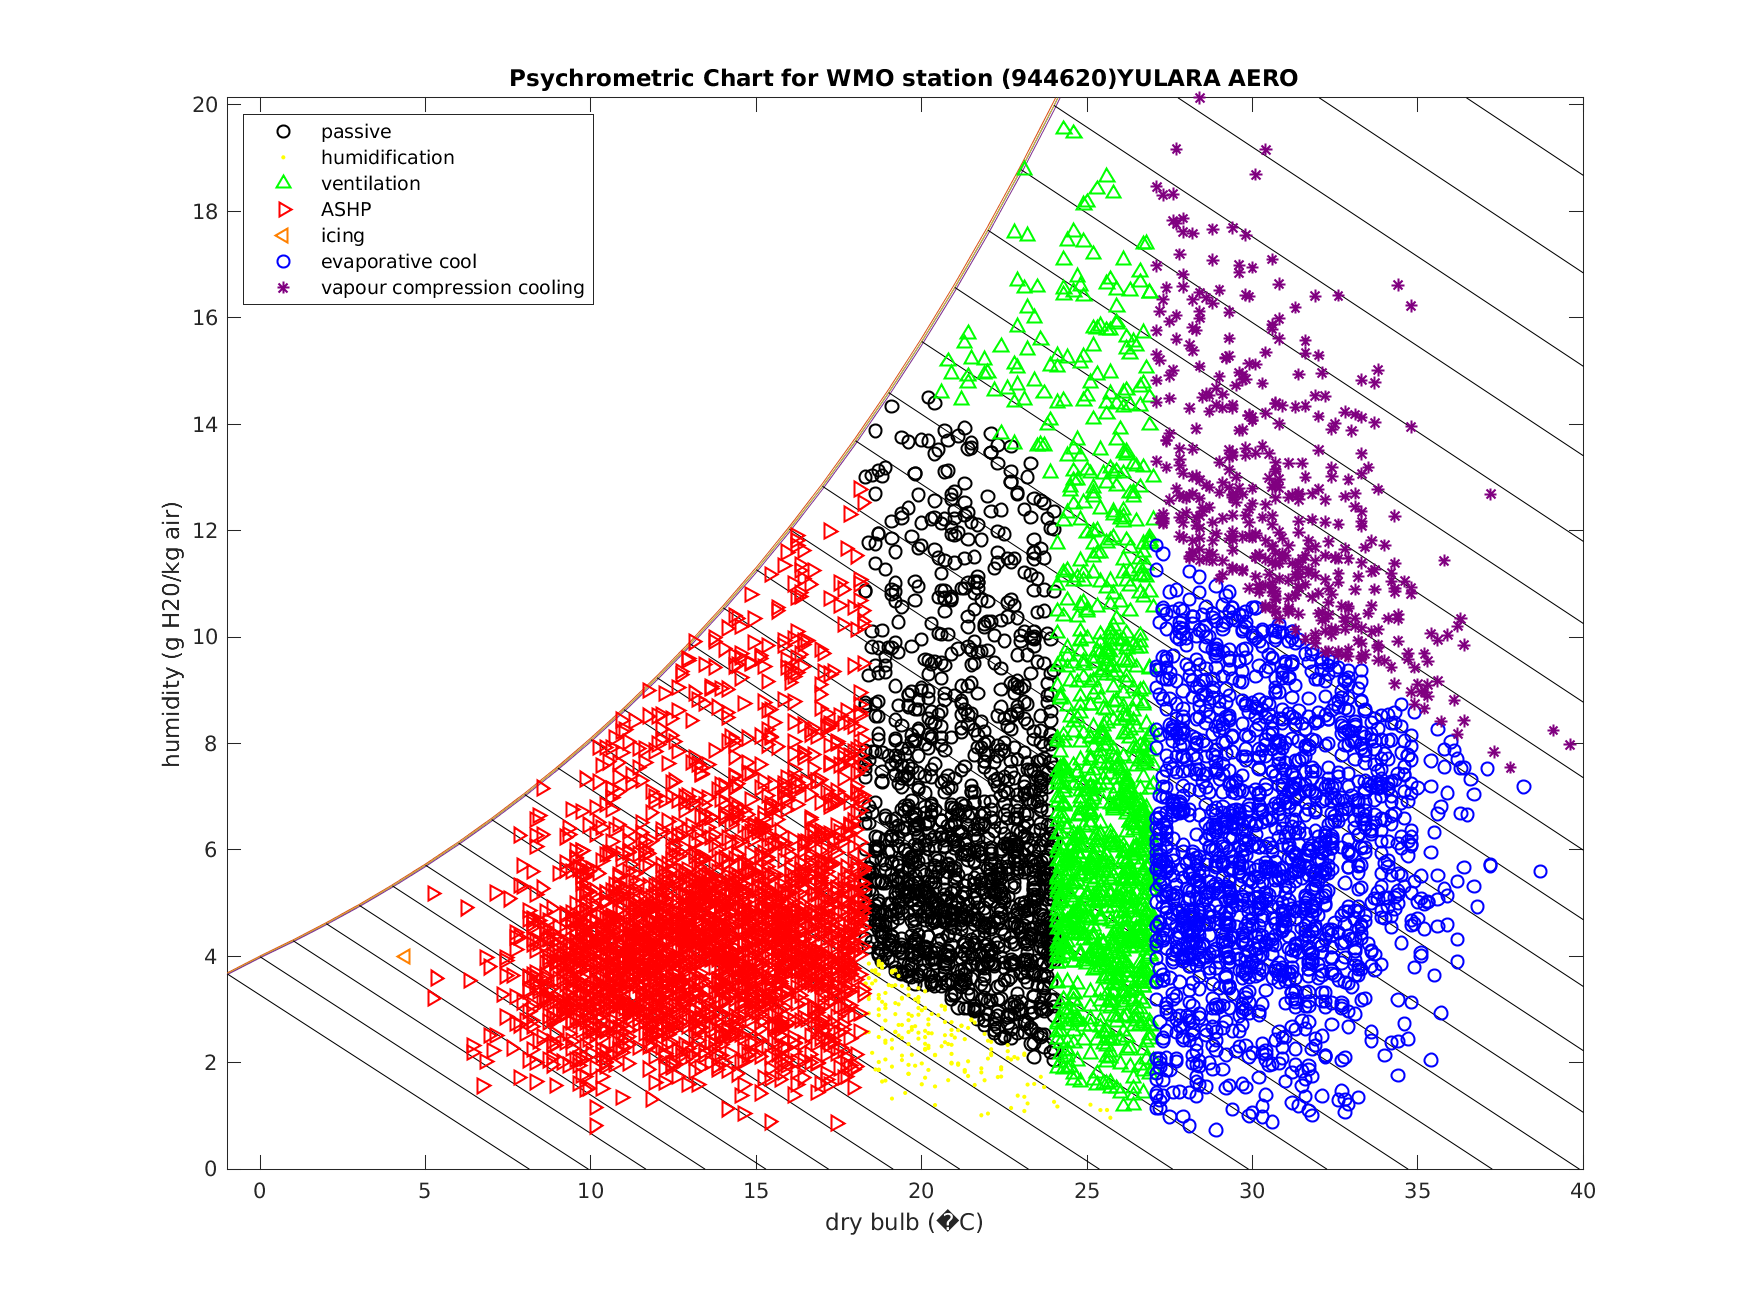 Psychrometric Chart for WMO station (944620)YULARA AERO
passive
humidification
ventilation
ASHP
icing
evaporative cool
vapour compression cooling
20
18
16
14
12
10
8
6
4
2
0
humidity (g H20/kg air)
0 5 10 15 20 25 30 35 40
dry bulb (�C)